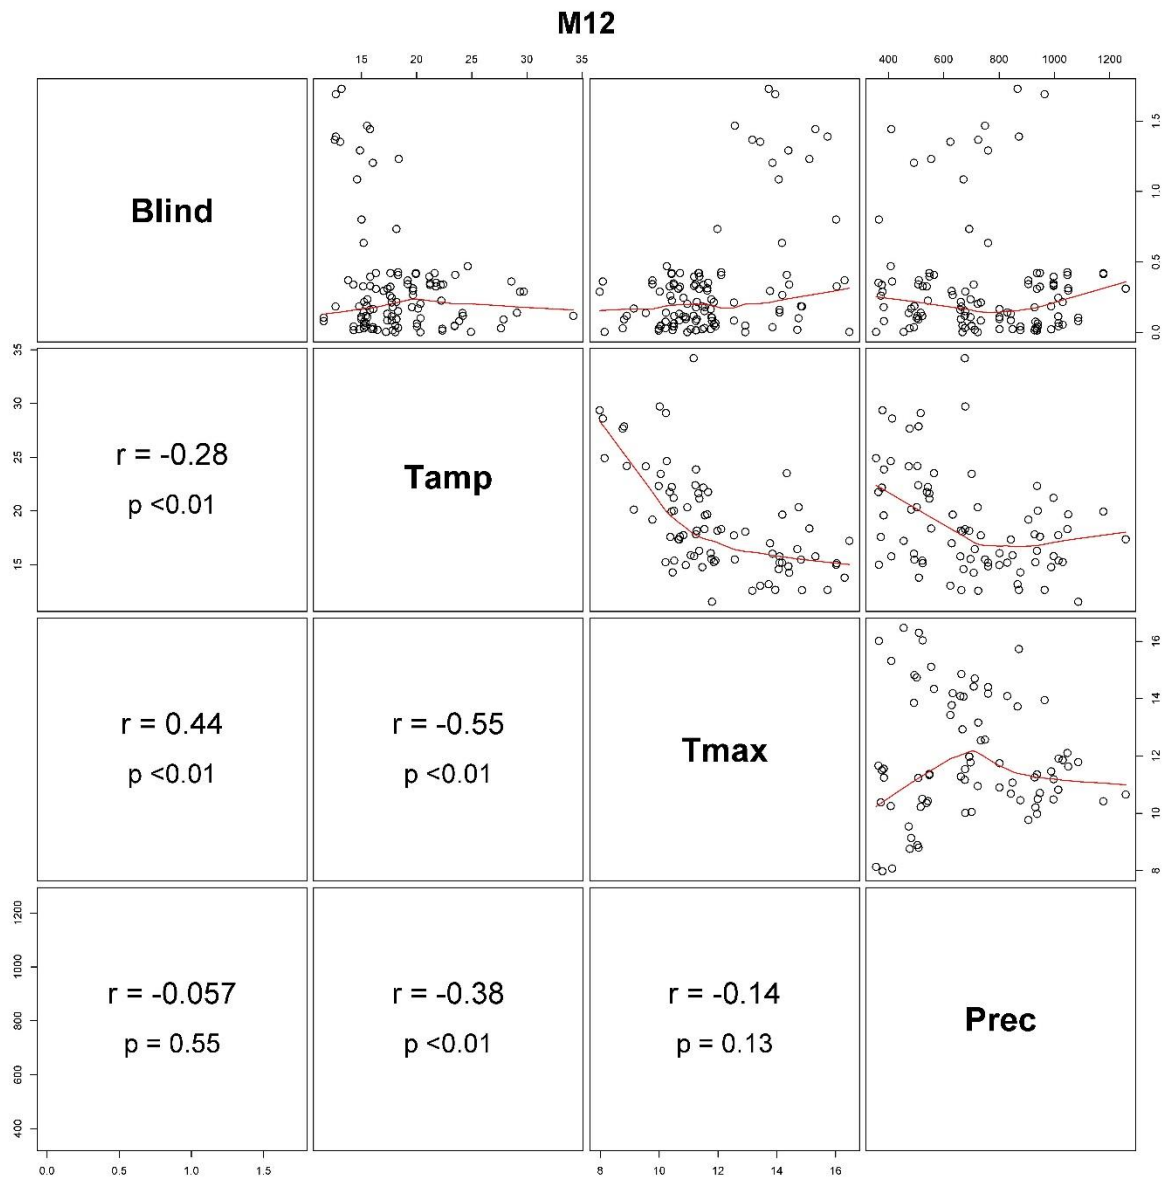 M12
15 20 25 30 35
400 600 800 1000 1200
Blind
0.0 0.5 1.0 1.5
15 20 25 30 35
r = -0.28
p <0.01
Tamp
r = 0.44
p <0.01
r = -0.55
p <0.01
Tmax
8 10 12 14 16
400 600 800 1000 1200
r = -0.057
p = 0.55
r = -0.38
p <0.01
r = -0.14
p = 0.13
Prec
0.0 0.5 1.0 1.5
8 10 12 14 16